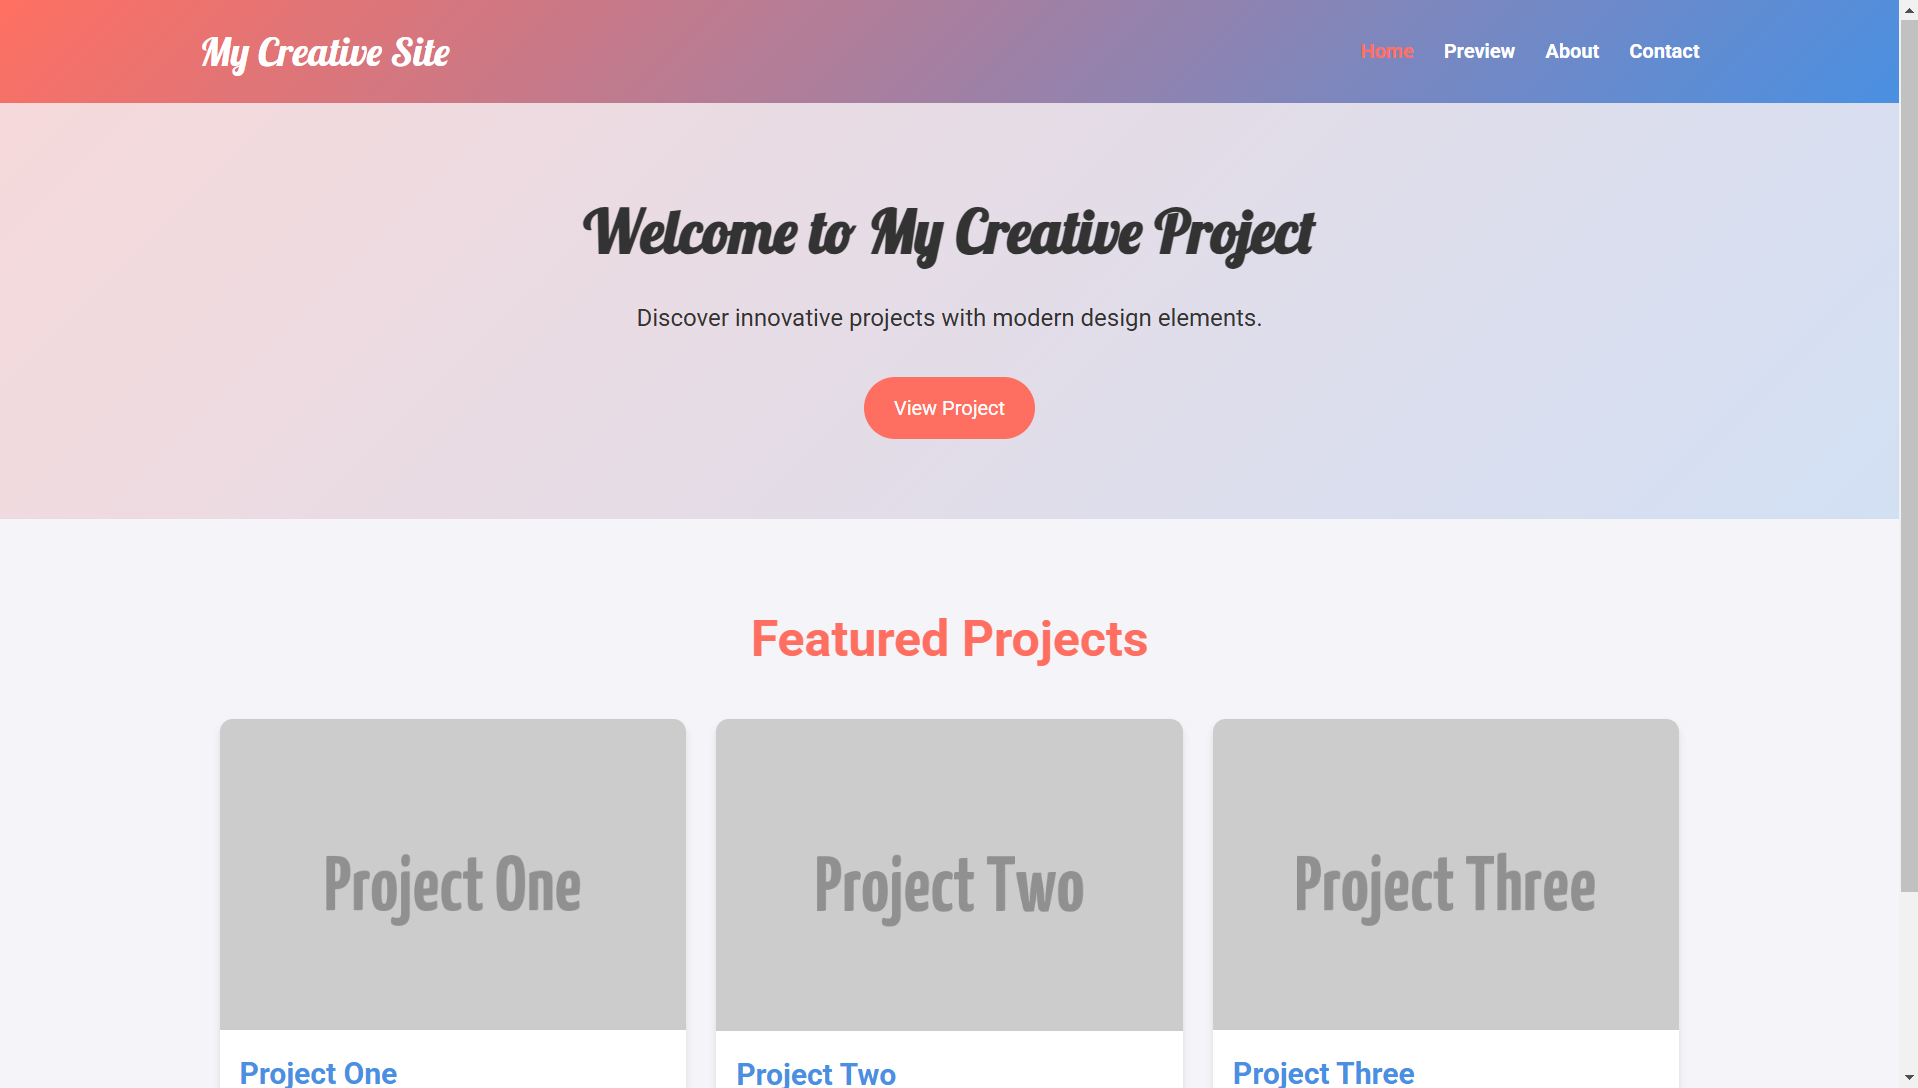 My Creative Site
Home Preview About Contact
Welcome to My Creative Project
Discover innovative projects with modern design elements.
View Project
Featured Projects
Project One
Project Two
Project Three
Project One
Project Two
Project Three